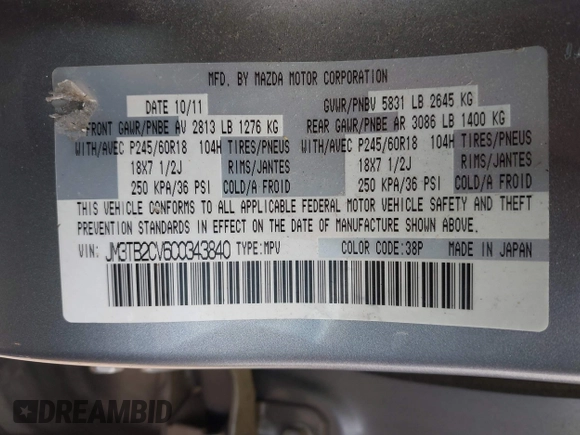 MFD. BY MAZDA MOTOR CORPORATION
DATE 10/11 GVWR/PNBV 5831 LB 2645 KG
FRONT GAWR/PNBE AV 2813 LB 1276 KG REAR GAWR/PNBE AR 3086 LB 1400 KG
WITH/AVEC P245/60R18 104H TIRES/PNEUS WITH/AVEC P245/60R18 104H TIRES/PNEUS
18X7 1/2J RIMS/JANTES 18X7 1/2J RIMS/JANTES
250 KPA/36 PSI COLD/A FROID 250 KPA/36 PSI COLD/A FROID
THIS VEHICLE CONFORMS TO ALL APPLICABLE FEDERAL MOTOR VEHICLE SAFETY AND THEFT
PREVENTION STANDARDS IN EFFECT ON THE DATE OF MANUFACTURE SHOWN ABOVE.
VIN: JM3TB2CV6C0343840 TYPE:MPV COLOR CODE:38P MADE IN JAPAN
DREAMBID